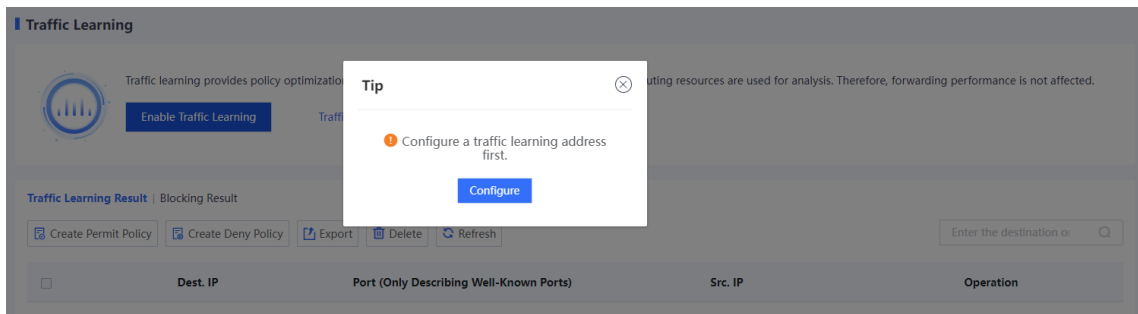 Traffic Learning
Traffic learning provides policy optimization
uting resources are used for analysis. Therefore, forwarding performance is not affected.
Enable Traffic Learning
Traffi
Tip
Configure a traffic learning address
first.
Configure
Traffic Learning Result | Blocking Result
Create Permit Policy Create Deny Policy Export Delete Refresh
Enter the destination o
Dest. IP Port (Only Describing Well-Known Ports) Src. IP Operation